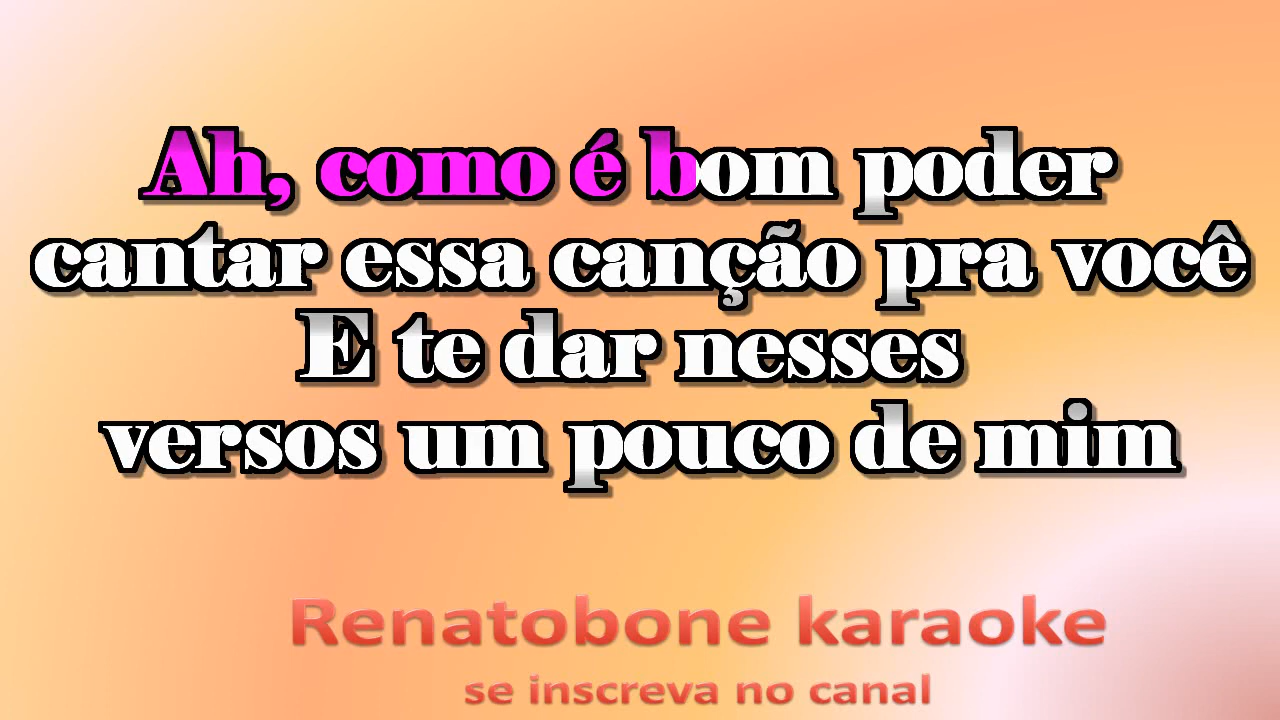 Ah, como é bom poder
cantar essa canção pra você
E te dar nesses
versos um pouco de mim
Renatobone karaoke
se inscreva no canal